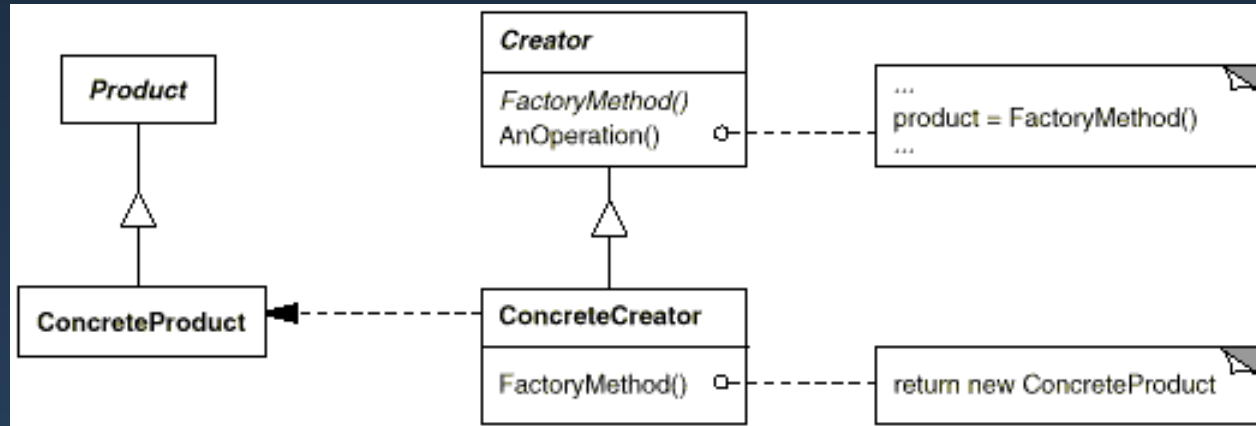 Product
ConcreteProduct
Creator
FactoryMethod()
AnOperation()
...
product = FactoryMethod()
...
ConcreteCreator
FactoryMethod()
return new ConcreteProduct